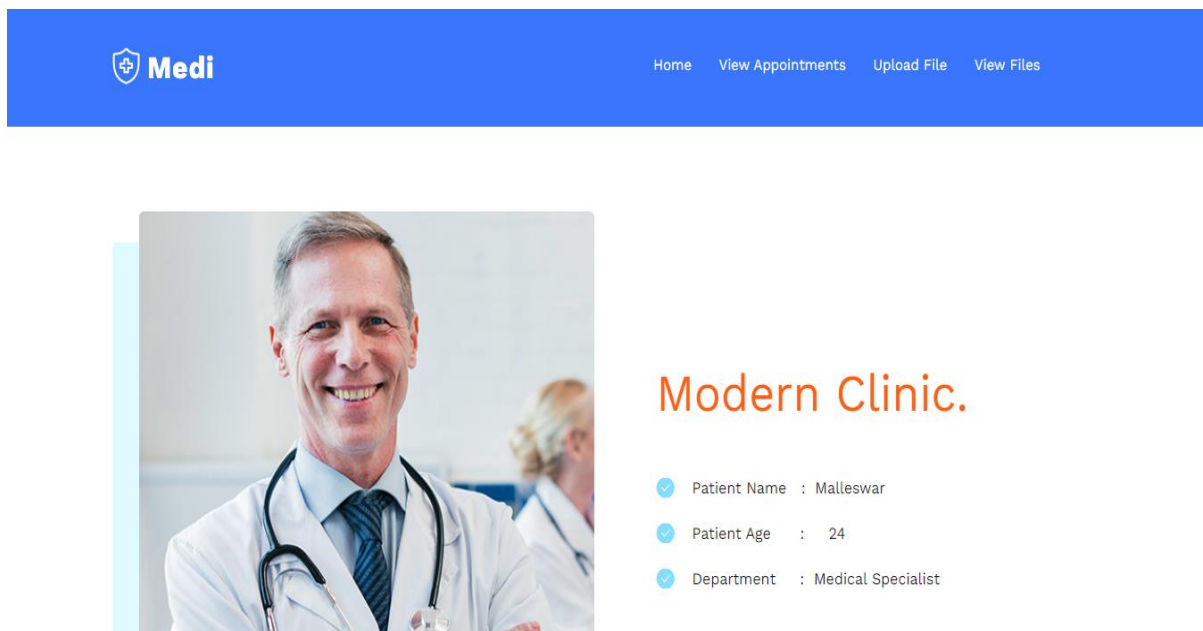 Medi
Home View Appointments Upload File View Files
Modern Clinic.
Patient Name : Malleswar
Patient Age : 24
Department : Medical Specialist